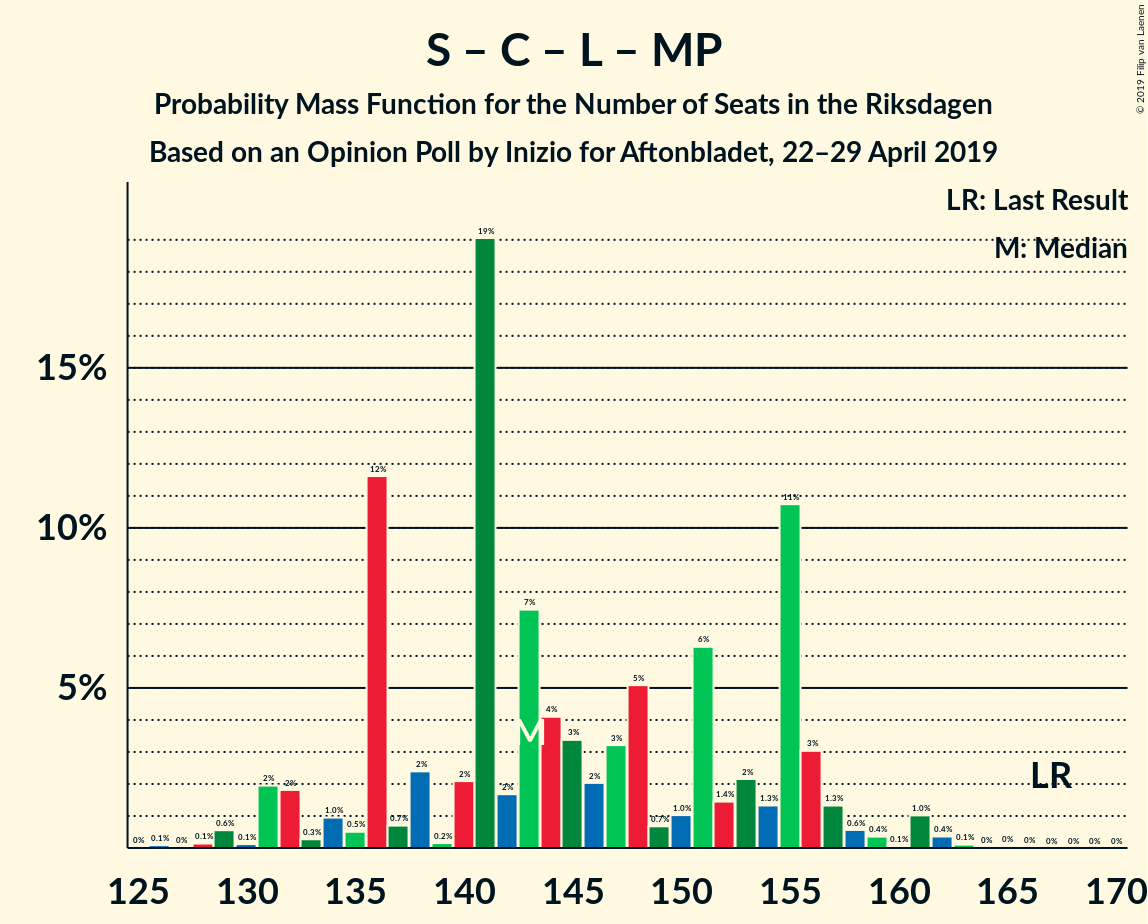 S – C – L – MP
Probability Mass Function for the Number of Seats in the Riksdagen
Based on an Opinion Poll by Inizio for Aftonbladet, 22–29 April 2019
© 2019 Filip van Laenen
LR: Last Result
M: Median
15%
10%
5%
0% 0.1% 0% 0.1% 0.6% 0.1% 2% 2% 0.3% 1.0% 0.5% 12% 0.7% 2% 0.2% 2% 19% 2% 7% 4% 3% 2% 3% 5% 0.7% 1.0% 6% 1.4% 2% 1.3% 11% 3% 1.3% 0.6% 0.4% 0.1% 1.0% 0.4% 0.1% 0% 0% 0% 0% 0% 0% 0%
M
LR
125 130 135 140 145 150 155 160 165 170